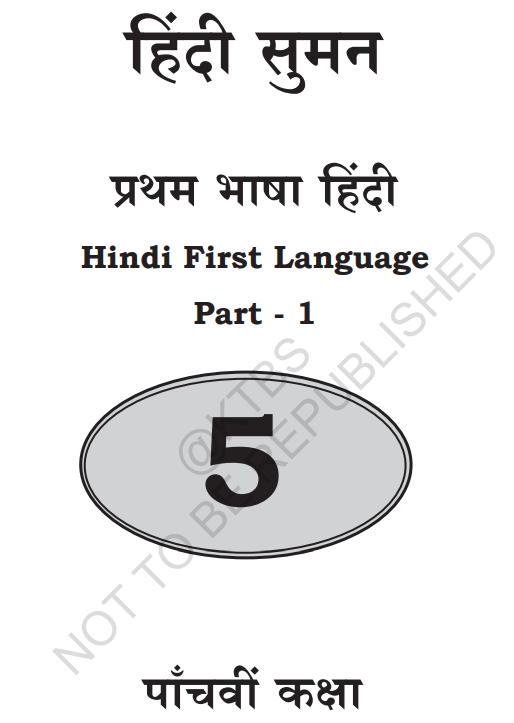 हिंदी सुमन
प्रथम भाषा हिंदी
Hindi First Language
Part - 1
5
@KTBS
NOT TO BE REPUBLISHED
पाँचवीं कक्षा